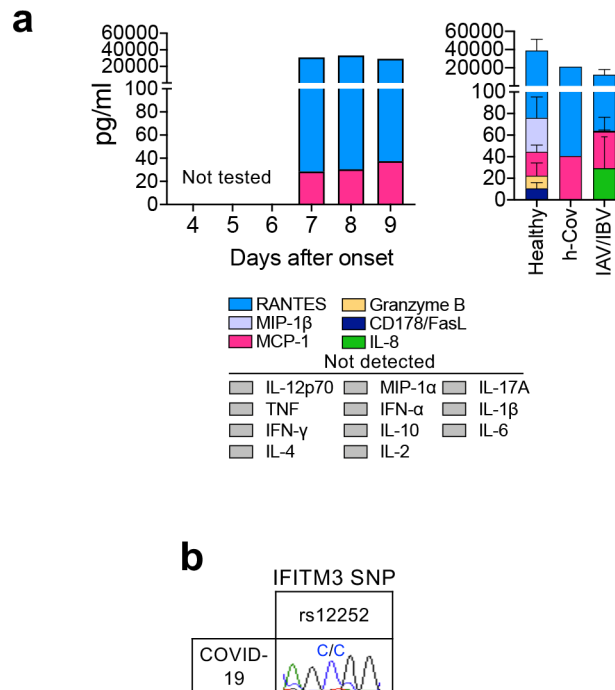 a
60000
40000
20000
100
80
60
40
20
0
pg/ml
Not tested
4 5 6 7 8 9
Days after onset
60000
40000
20000
100
80
60
40
20
0
Healthy
h-Cov
IAV/IBV
RANTES Granzyme B
MIP-1β CD178/FasL
MCP-1 IL-8
Not detected
IL-12p70 MIP-1α IL-17A
TNF IFN-α IL-1β
IFN-γ IL-10 IL-6
IL-4 IL-2
b
IFITM3 SNP
rs12252
COVID-
19
C/C